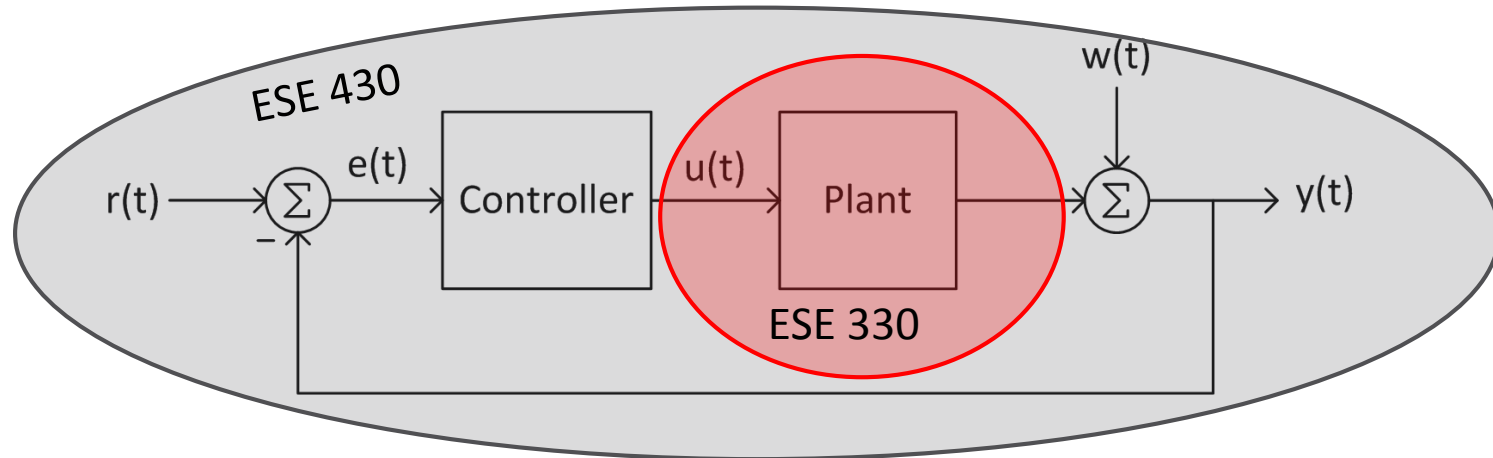 ESE 430
w(t)
r(t)
Σ
−
e(t)
Controller
u(t)
Plant
Σ
y(t)
ESE 330